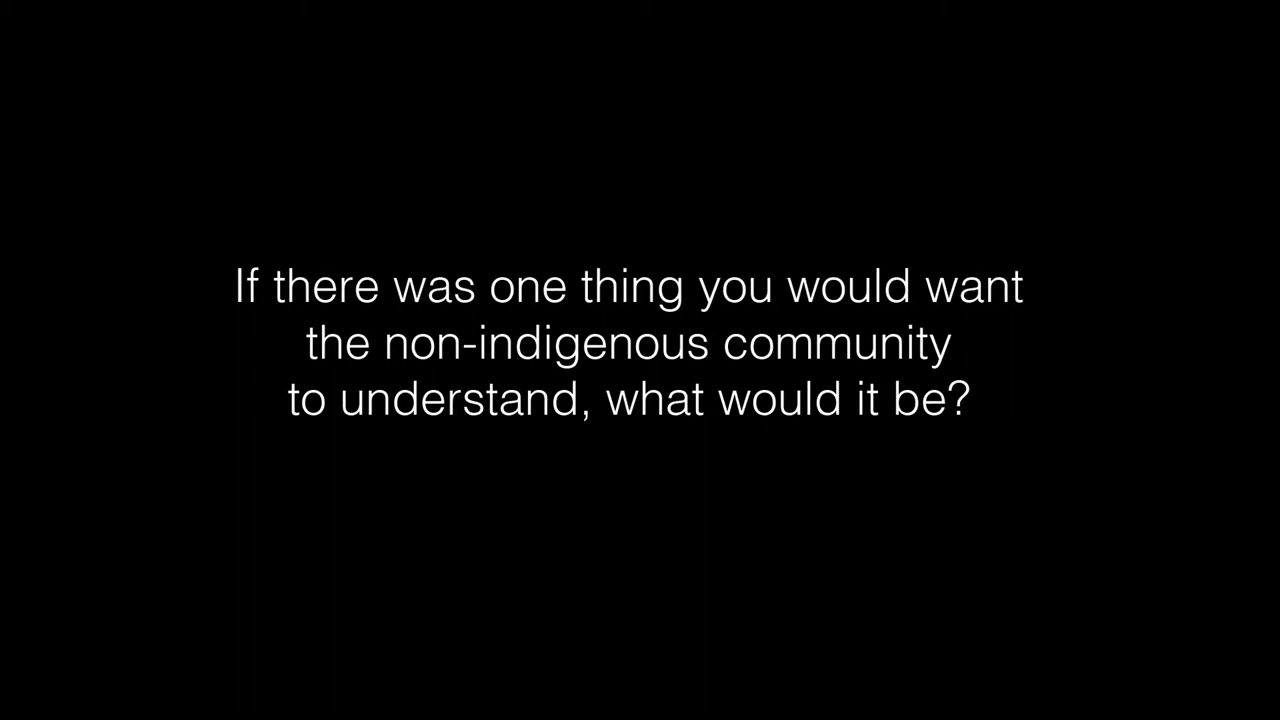 If there was one thing you would want
the non-indigenous community
to understand, what would it be?